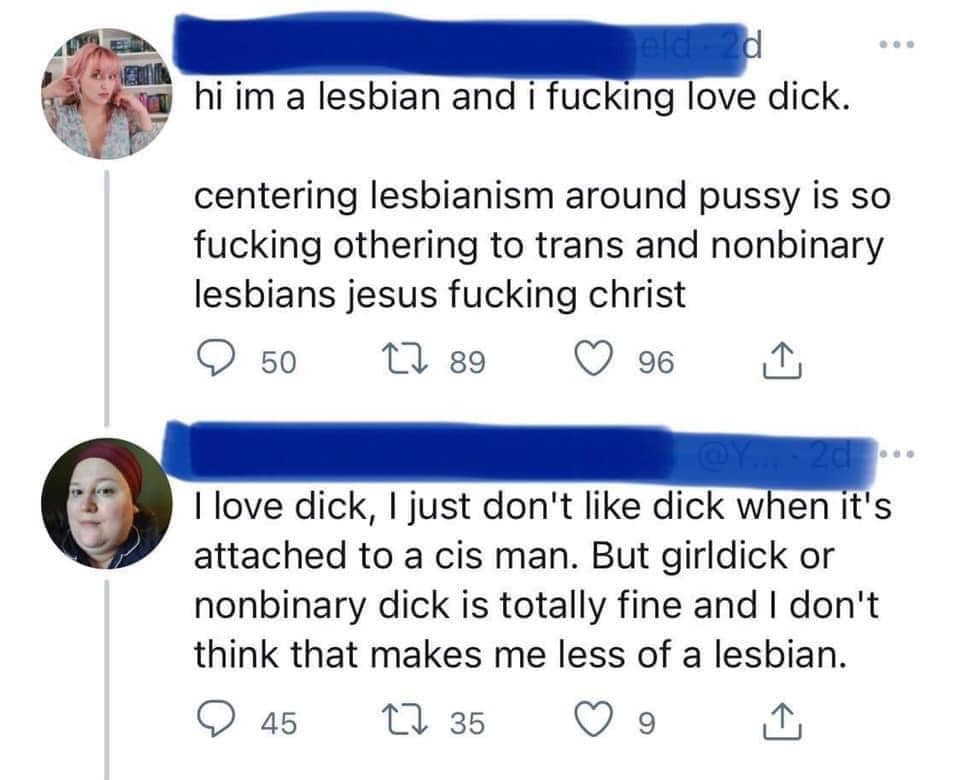 eld · 2d
hi im a lesbian and i fucking love dick.
centering lesbianism around pussy is so
fucking othering to trans and nonbinary
lesbians jesus fucking christ
50 89 96
@Y... · 2d
I love dick, I just don't like dick when it's
attached to a cis man. But girldick or
nonbinary dick is totally fine and I don't
think that makes me less of a lesbian.
45 35 9